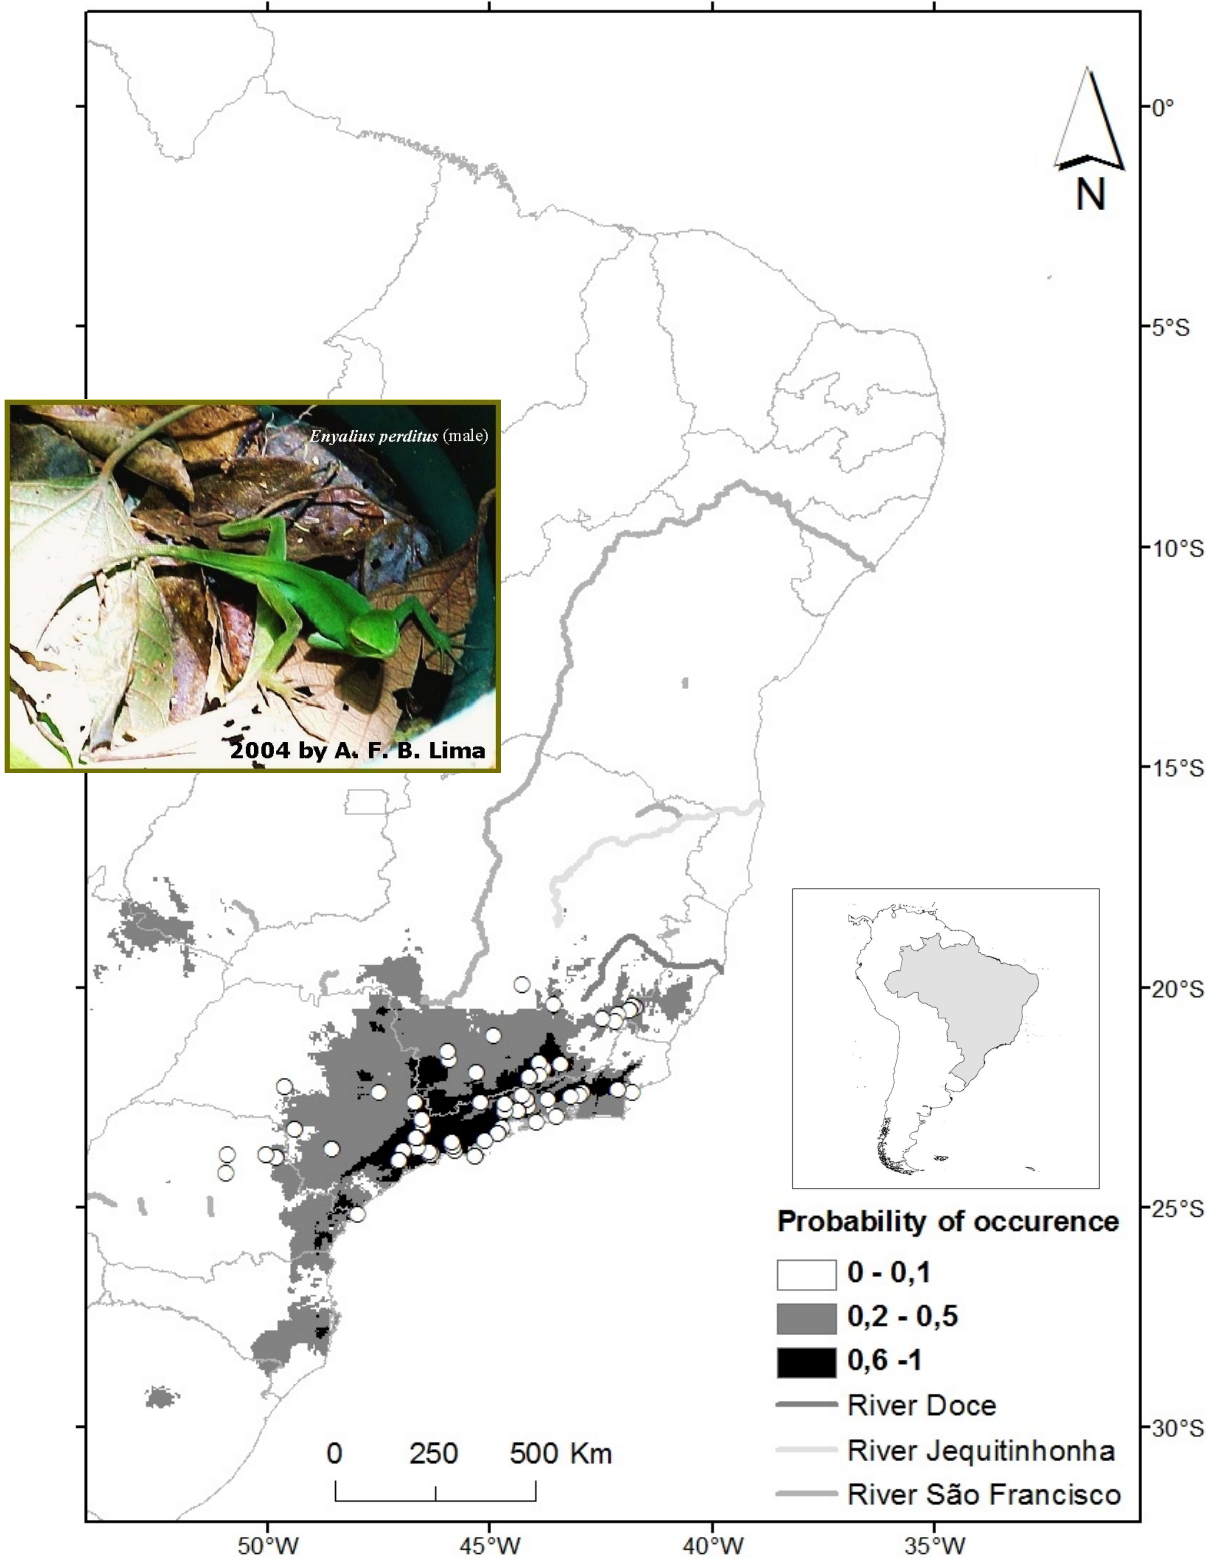 0°
N
5°S
Enyalius perditus (male)
10°S
2004 by A. F. B. Lima
15°S
20°S
25°S
Probability of occurence
0 - 0,1
0,2 - 0,5
0,6 -1
River Doce
30°S
0 250 500 Km
River Jequitinhonha
River São Francisco
50°W 45°W 40°W 35°W